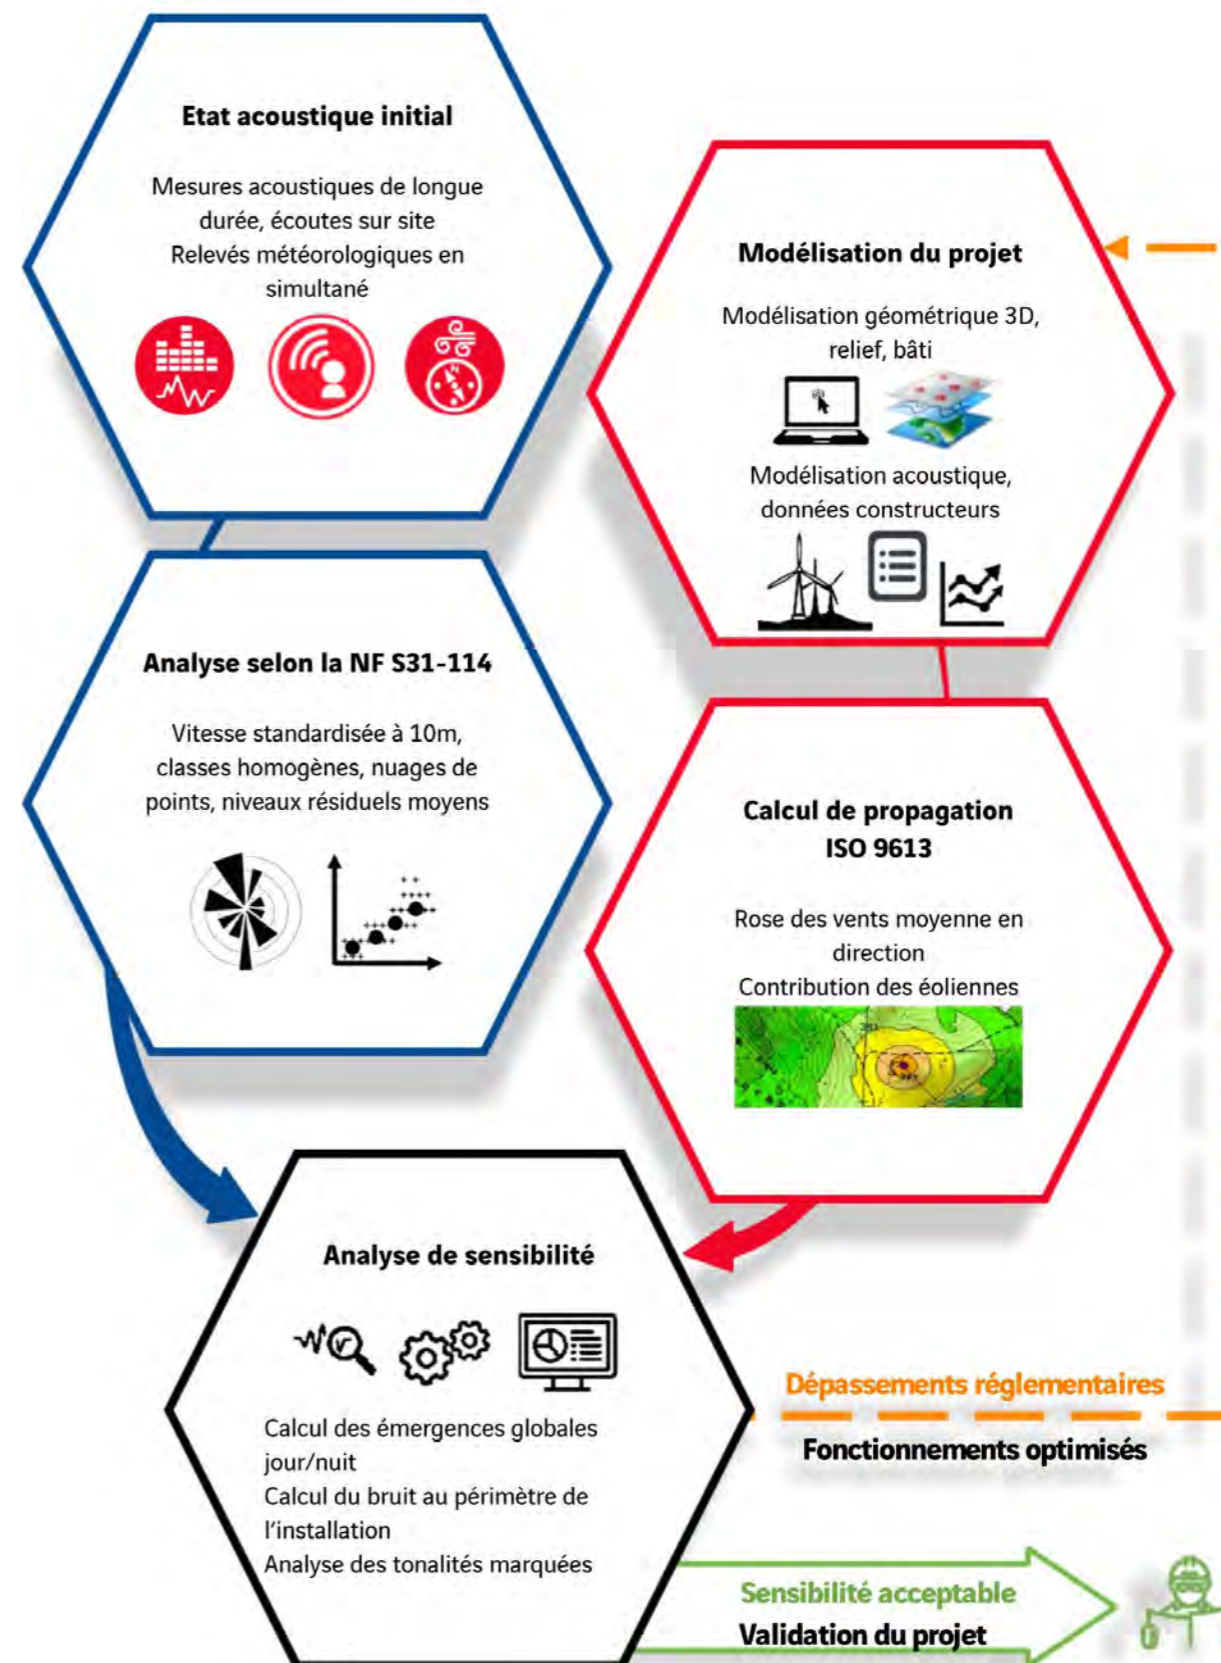 Etat acoustique initial
Mesures acoustiques de longue
durée, écoutes sur site
Relevés météorologiques en
simultané
Modélisation du projet
Modélisation géométrique 3D,
relief, bâti
Modélisation acoustique,
données constructeurs
Analyse selon la NF S31-114
Vitesse standardisée à 10m,
classes homogènes, nuages de
points, niveaux résiduels moyens
Calcul de propagation
ISO 9613
Rose des vents moyenne en
direction
Contribution des éoliennes
Analyse de sensibilité
Calcul des émergences globales
jour/nuit
Calcul du bruit au périmètre de
l'installation
Analyse des tonalités marquées
Dépassements réglementaires
Fonctionnements optimisés
Sensibilité acceptable
Validation du projet